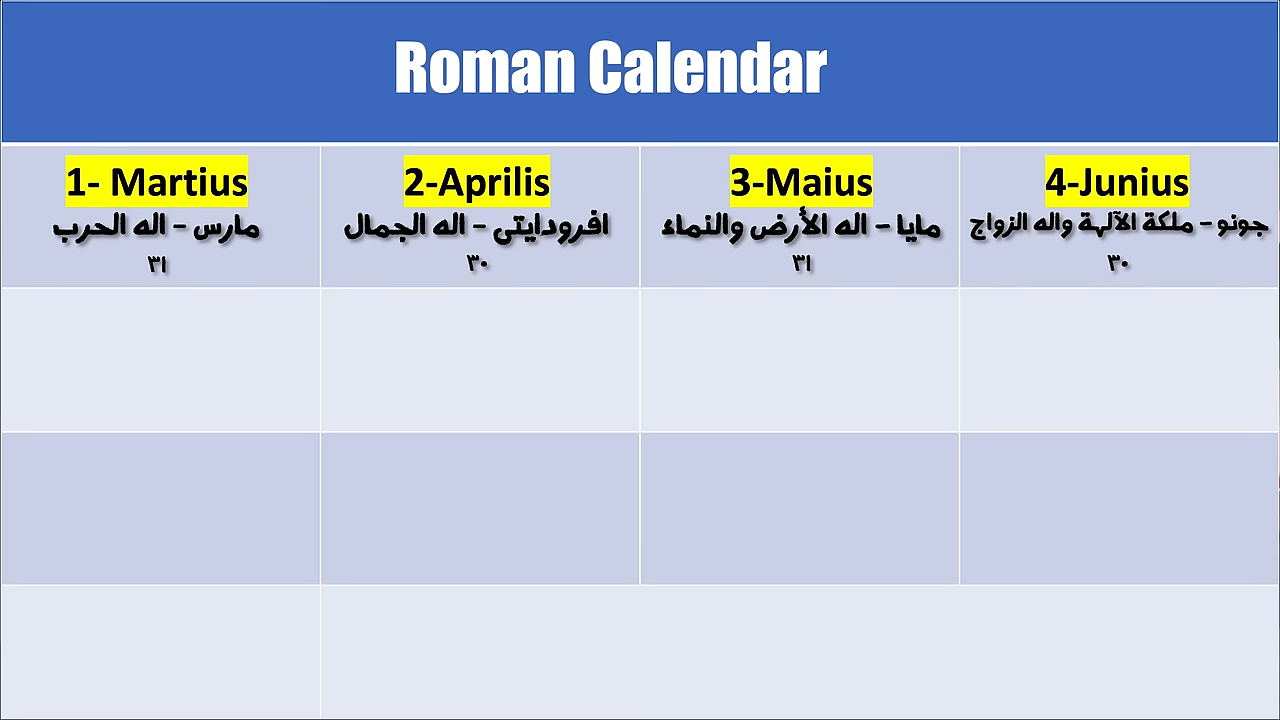 Roman Calendar
1- Martius
مارس - اله الحرب
٣١
2-Aprilis
افرودايتى - اله الجمال
٣٠
3-Maius
مايا - اله الأرض والنماء
٣١
4-Junius
جونو - ملكة الآلهة واله الزواج
٣٠